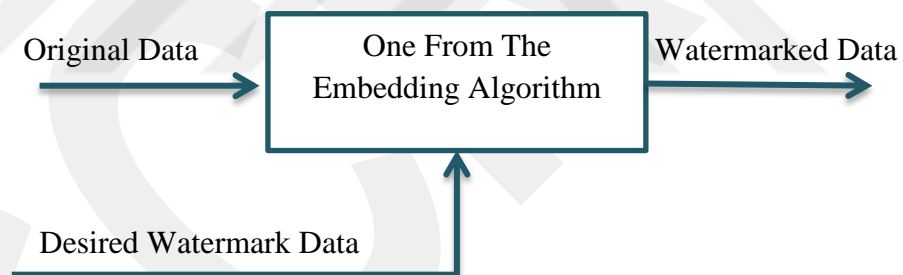 Original Data
One From The
Embedding Algorithm
Watermarked Data
Desired Watermark Data